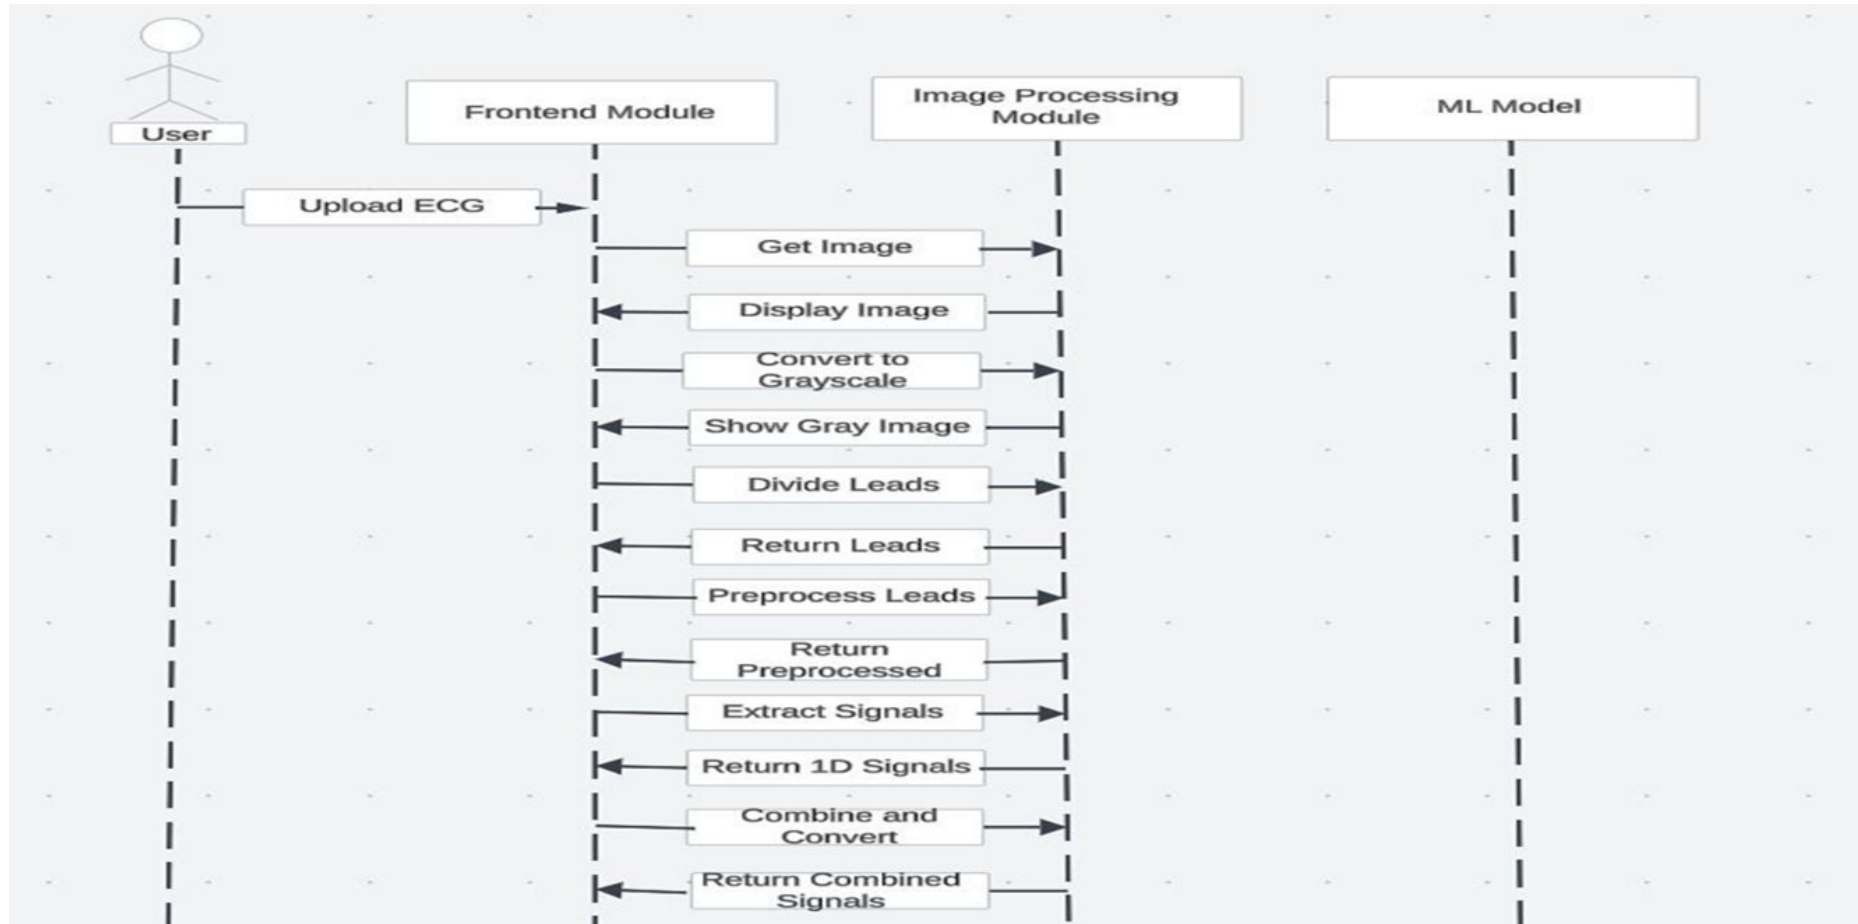 User
Frontend Module
Image Processing
Module
ML Model
Upload ECG
Get Image
Display Image
Convert to
Grayscale
Show Gray Image
Divide Leads
Return Leads
Preprocess Leads
Return
Preprocessed
Extract Signals
Return 1D Signals
Combine and
Convert
Return Combined
Signals